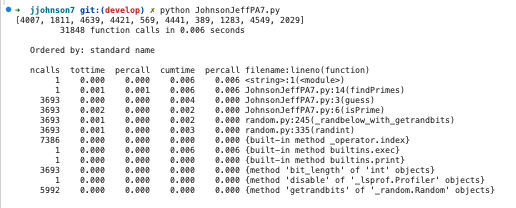 ➜ jjohnson7 git:(develop) ✗ python JohnsonJeffPA7.py
[4007, 1811, 4639, 4421, 569, 4441, 389, 1283, 4549, 2029]
31848 function calls in 0.006 seconds
Ordered by: standard name
ncalls tottime percall cumtime percall filename:lineno(function)
1 0.000 0.000 0.006 0.006 <string>:1(<module>)
1 0.001 0.001 0.006 0.006 JohnsonJeffPA7.py:14(findPrimes)
3693 0.000 0.000 0.004 0.000 JohnsonJeffPA7.py:3(guess)
3693 0.002 0.000 0.002 0.000 JohnsonJeffPA7.py:6(isPrime)
3693 0.001 0.000 0.002 0.000 random.py:245(_randbelow_with_getrandbits)
3693 0.001 0.000 0.003 0.000 random.py:335(randint)
7386 0.000 0.000 0.000 0.000 {built-in method _operator.index}
1 0.000 0.000 0.006 0.006 {built-in method builtins.exec}
1 0.000 0.000 0.000 0.000 {built-in method builtins.print}
3693 0.000 0.000 0.000 0.000 {method 'bit_length' of 'int' objects}
1 0.000 0.000 0.000 0.000 {method 'disable' of '_lsprof.Profiler' objects}
5992 0.000 0.000 0.000 0.000 {method 'getrandbits' of '_random.Random' objects}